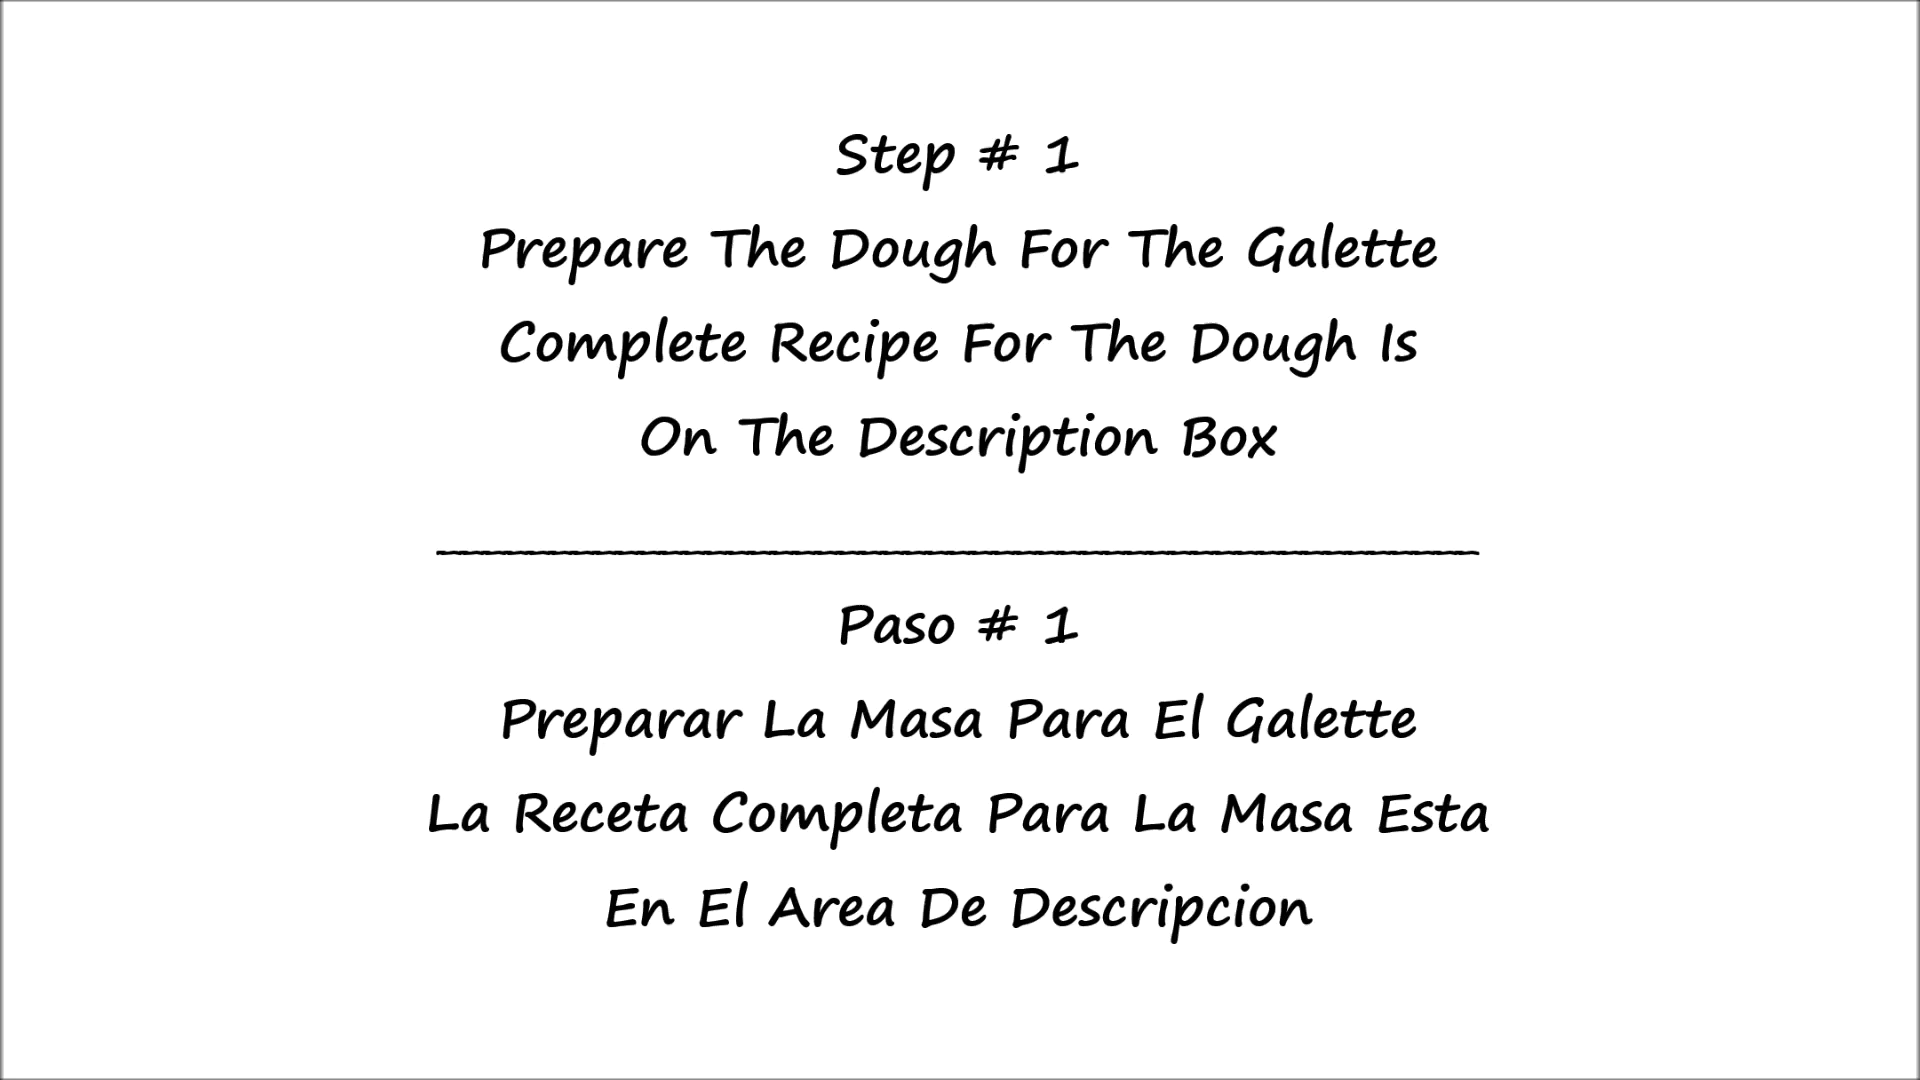 Step # 1
Prepare The Dough For The Galette
Complete Recipe For The Dough Is
On The Description Box
Paso # 1
Preparar La Masa Para El Galette
La Receta Completa Para La Masa Esta
En El Area De Descripcion